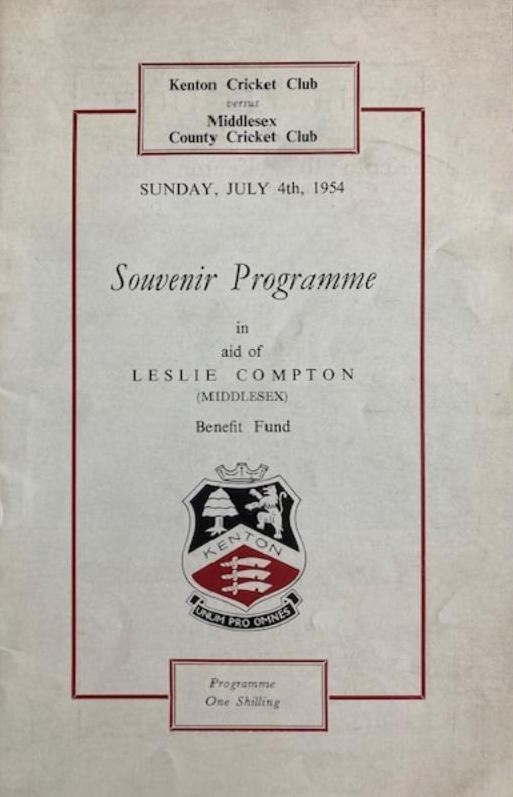 Kenton Cricket Club
versus
Middlesex
County Cricket Club
SUNDAY, JULY 4th, 1954
Souvenir Programme
in
aid of
LESLIE COMPTON
(MIDDLESEX)
Benefit Fund
KENTON
UNUM PRO OMNES
Programme
One Shilling